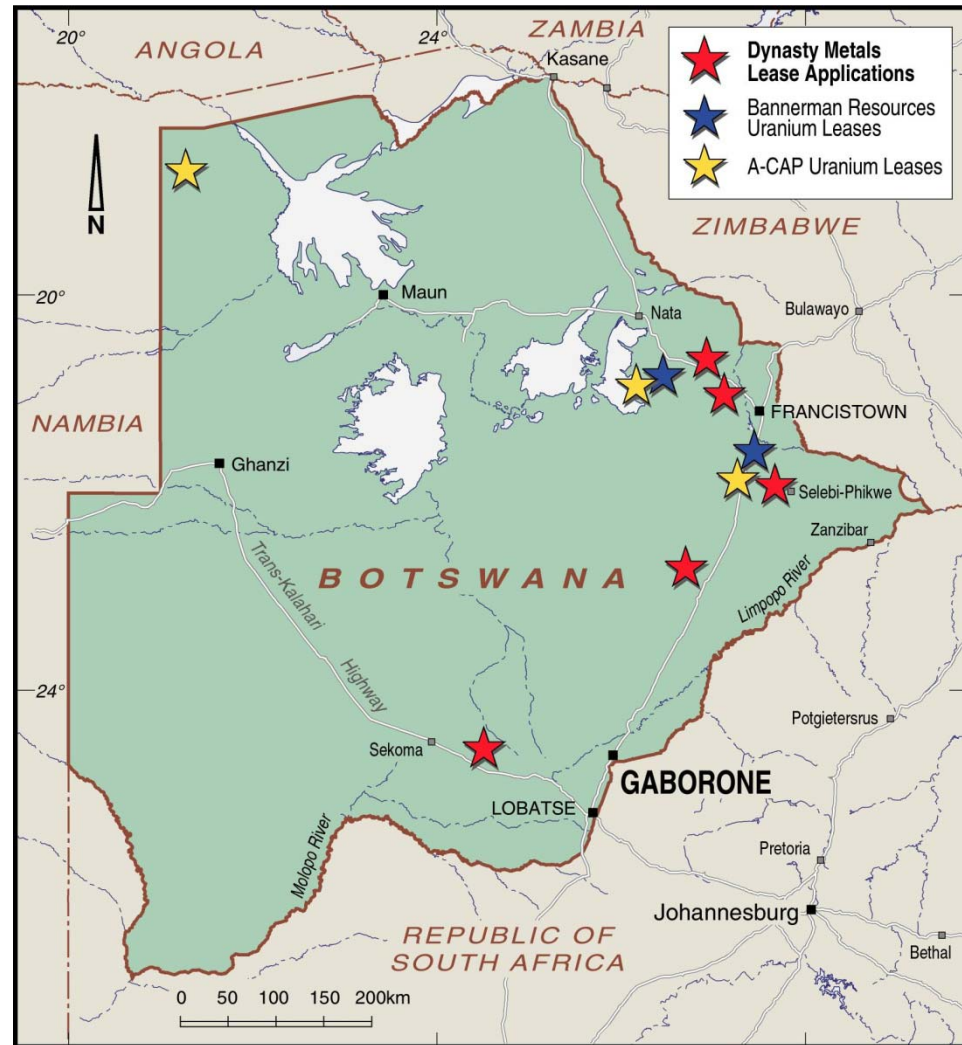 20°
24°
ANGOLA
ZAMBIA
Kasane
Dynasty Metals
Lease Applications
Bannerman Resources
Uranium Leases
A-CAP Uranium Leases
N
ZIMBABWE
20°
Maun
Nata
Bulawayo
NAMBIA
FRANCISTOWN
Ghanzi
Selebi-Phikwe
Zanzibar
Trans-Kalahari
Highway
BOTSWANA
Limpopo River
24°
Potgietersrus
Sekoma
GABORONE
LOBATSE
Molopo River
Pretoria
Johannesburg
REPUBLIC OF
SOUTH AFRICA
Bethal
0 50 100 150 200km